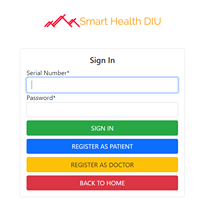 Smart Health DIU
Sign In
Serial Number*
Password*
SIGN IN
REGISTER AS PATIENT
REGISTER AS DOCTOR
BACK TO HOME